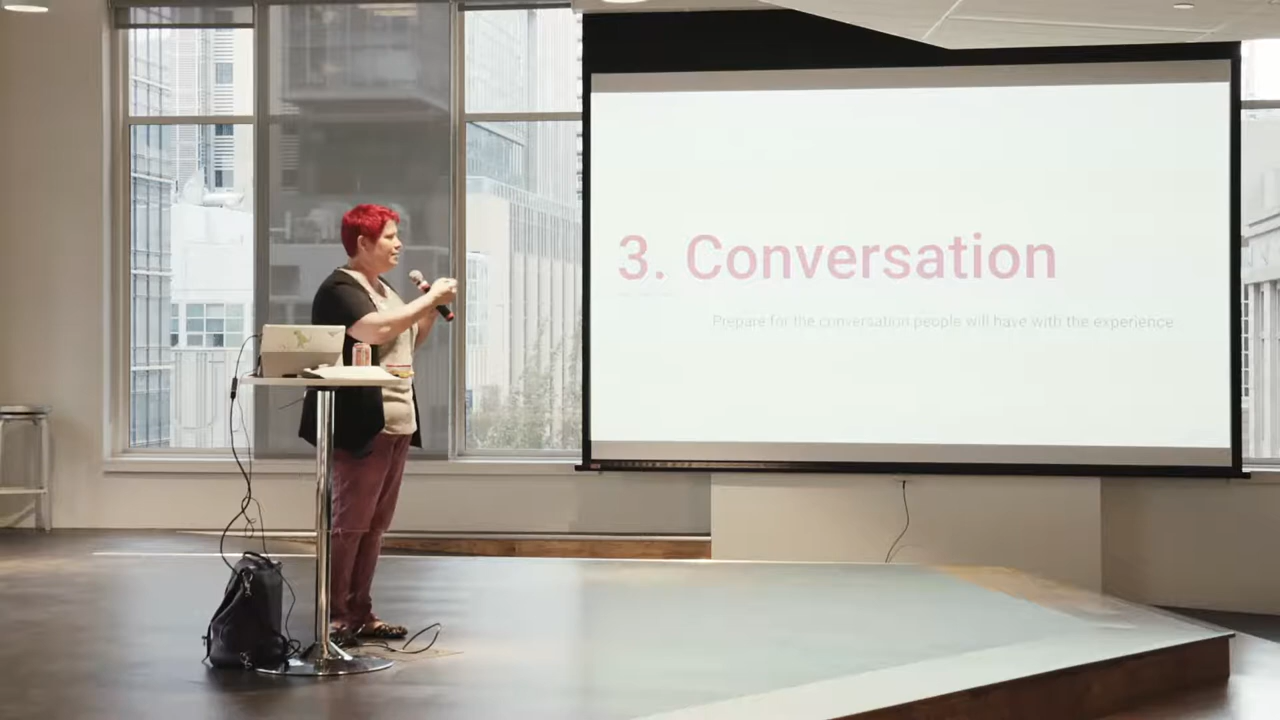 3. Conversation
Prepare for the conversation people will have with the experience